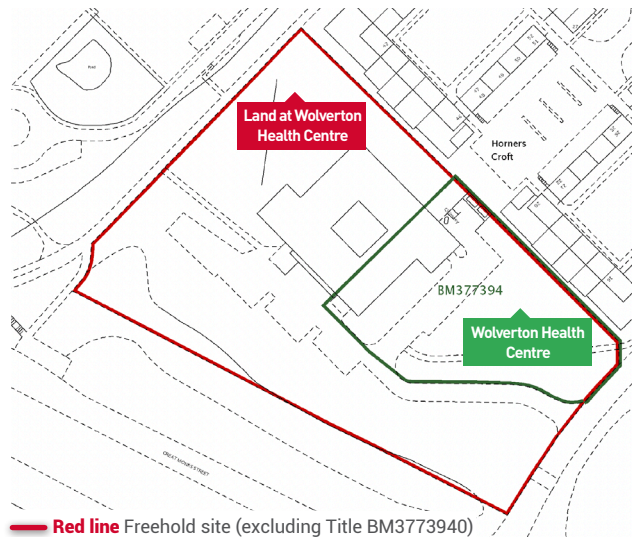 Pond
Land at Wolverton
Health Centre
Horners
Croft
BM377394
Wolverton Health
Centre
GREAT MONKS STREET
Red line Freehold site (excluding Title BM3773940)